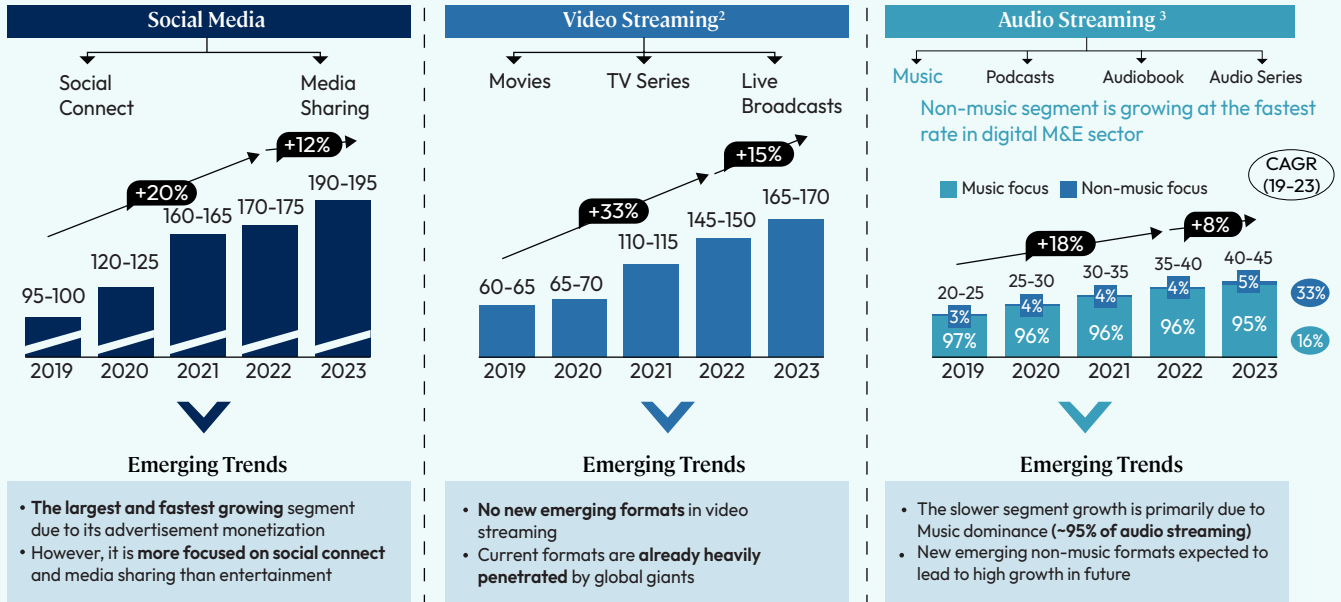 Social Media
Social
Connect
Media
Sharing
+20%
+12%
95-100
120-125
160-165
170-175
190-195
2019
2020
2021
2022
2023
Emerging Trends
• The largest and fastest growing segment
due to its advertisement monetization
• However, it is more focused on social connect
and media sharing than entertainment
Video Streaming²
Movies
TV Series
Live
Broadcasts
+33%
+15%
60-65
65-70
110-115
145-150
165-170
2019
2020
2021
2022
2023
Emerging Trends
• No new emerging formats in video
streaming
• Current formats are already heavily
penetrated by global giants
Audio Streaming ³
Music
Podcasts
Audiobook
Audio Series
Non-music segment is growing at the fastest
rate in digital M&E sector
CAGR
(19-23)
Music focus
Non-music focus
+18%
+8%
20-25
25-30
30-35
35-40
40-45
3%
4%
4%
4%
5%
33%
97%
96%
96%
96%
95%
16%
2019
2020
2021
2022
2023
Emerging Trends
• The slower segment growth is primarily due to
Music dominance (~95% of audio streaming)
• New emerging non-music formats expected to
lead to high growth in future